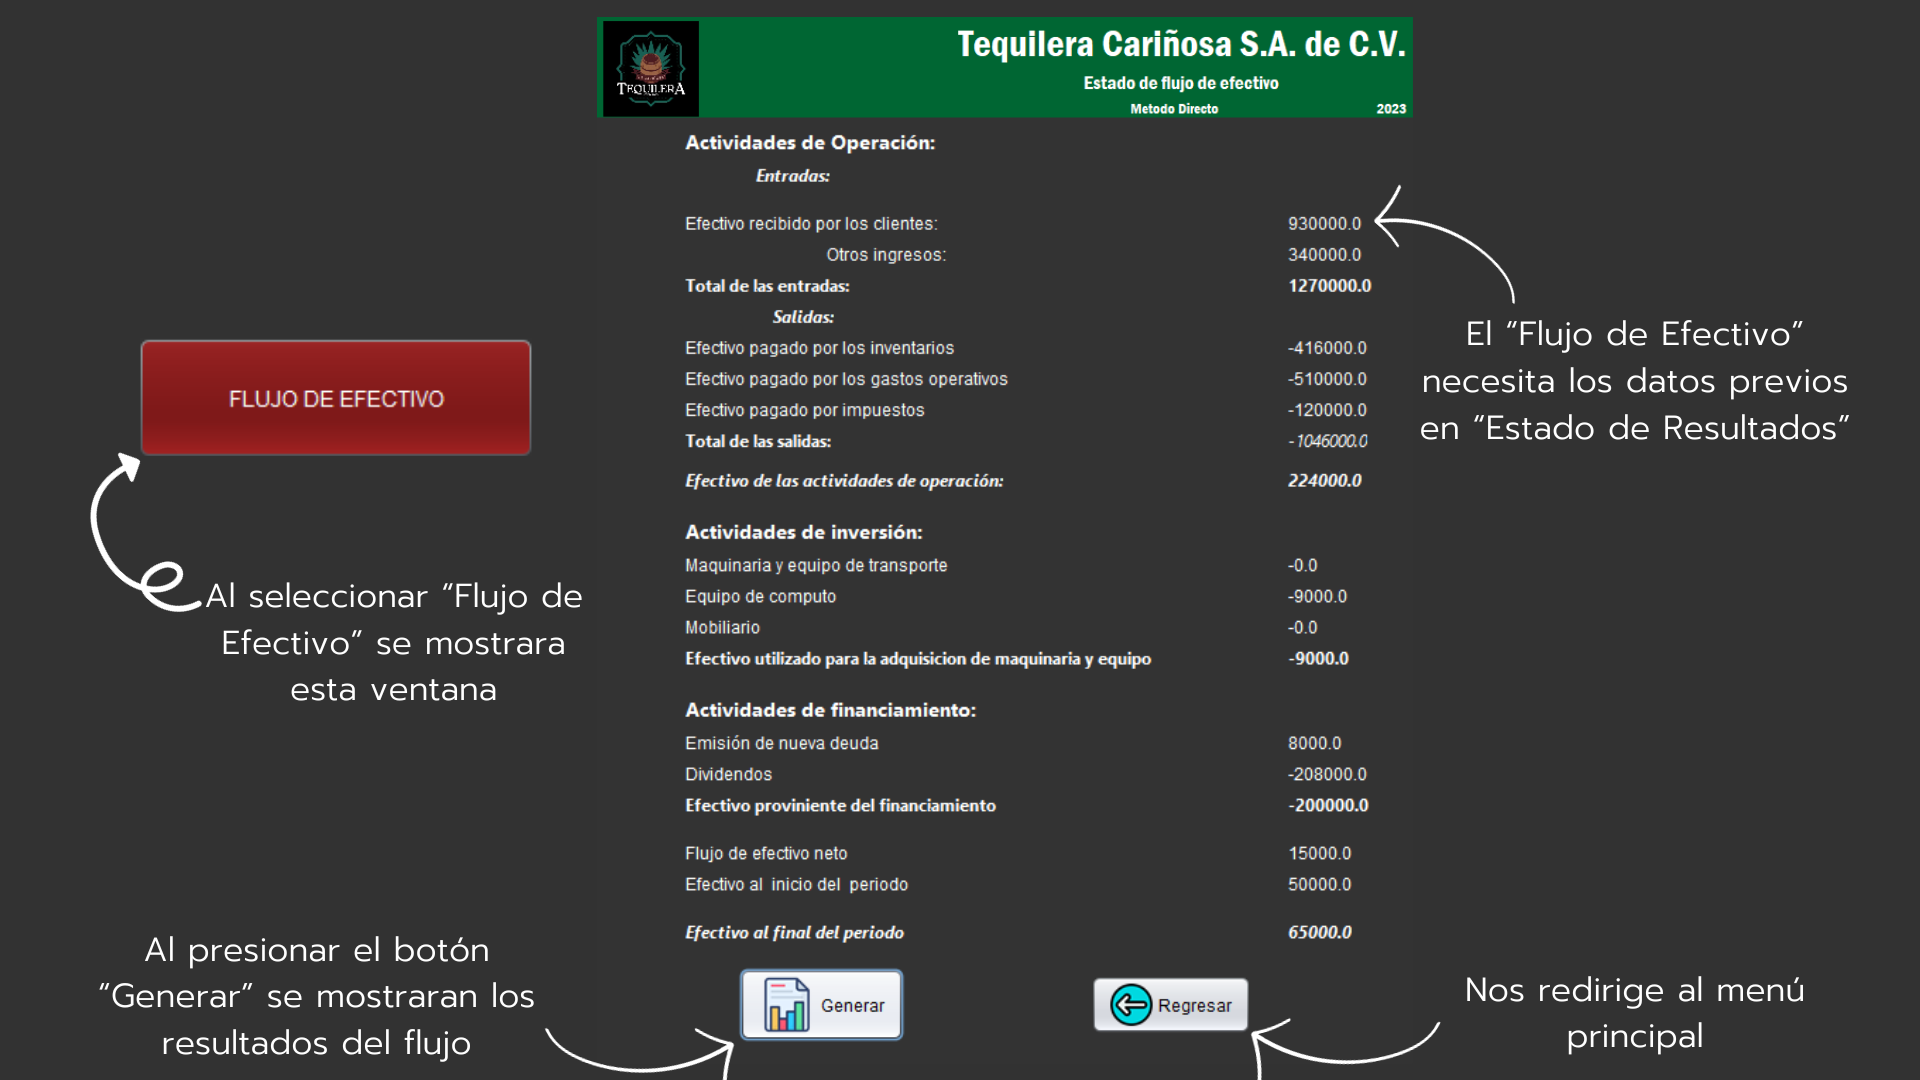 TEQUILERA
Tequilera Cariñosa S.A. de C.V.
Estado de flujo de efectivo
Metodo Directo 2023
Actividades de Operación:
Entradas:
Efectivo recibido por los clientes: 930000.0
Otros ingresos: 340000.0
Total de las entradas: 1270000.0
Salidas:
Efectivo pagado por los inventarios -416000.0
Efectivo pagado por los gastos operativos -510000.0
Efectivo pagado por impuestos -120000.0
Total de las salidas: -1046000.0
Efectivo de las actividades de operación: 224000.0
Actividades de inversión:
Maquinaria y equipo de transporte -0.0
Equipo de computo -9000.0
Mobiliario -0.0
Efectivo utilizado para la adquisicion de maquinaria y equipo -9000.0
Actividades de financiamiento:
Emisión de nueva deuda 8000.0
Dividendos -208000.0
Efectivo proviniente del financiamiento -200000.0
Flujo de efectivo neto 15000.0
Efectivo al inicio del periodo 50000.0
Efectivo al final del periodo 65000.0
Generar
Regresar
FLUJO DE EFECTIVO
Al seleccionar "Flujo de
Efectivo" se mostrara
esta ventana
El "Flujo de Efectivo"
necesita los datos previos
en "Estado de Resultados"
Al presionar el botón
"Generar" se mostraran los
resultados del flujo
Nos redirige al menú
principal